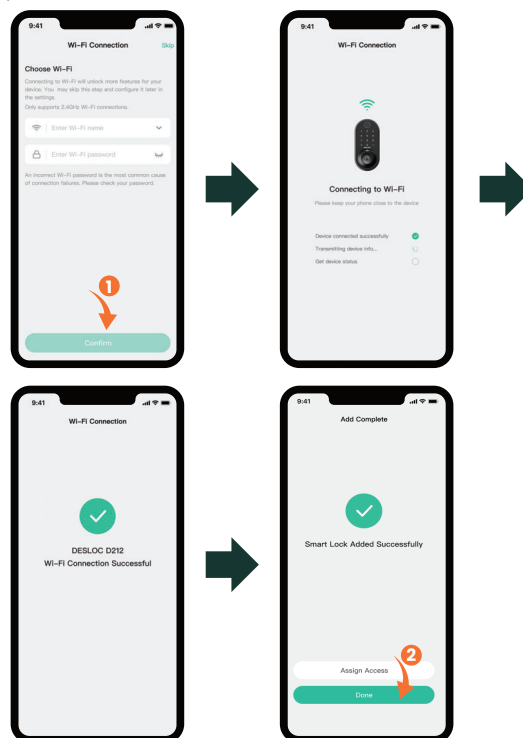 9:41
Wi-Fi Connection
Skip
Choose Wi-Fi
Connecting to Wi-Fi will unlock more features for your
device. You may skip this step and configure it later in
the settings.
Only supports 2.4GHz Wi-Fi connections.
Enter Wi-Fi name
Enter Wi-Fi password
An incorrect Wi-Fi password is the most common cause
of connection failures. Please check your password.
1
Confirm
9:41
Wi-Fi Connection
Connecting to Wi-Fi
Please keep your phone close to the device
Device connected successfully
Transmitting device info...
Get device status
9:41
Wi-Fi Connection
DESLOC D212
Wi-Fi Connection Successful
9:41
Add Complete
Smart Lock Added Successfully
Assign Access
2
Done